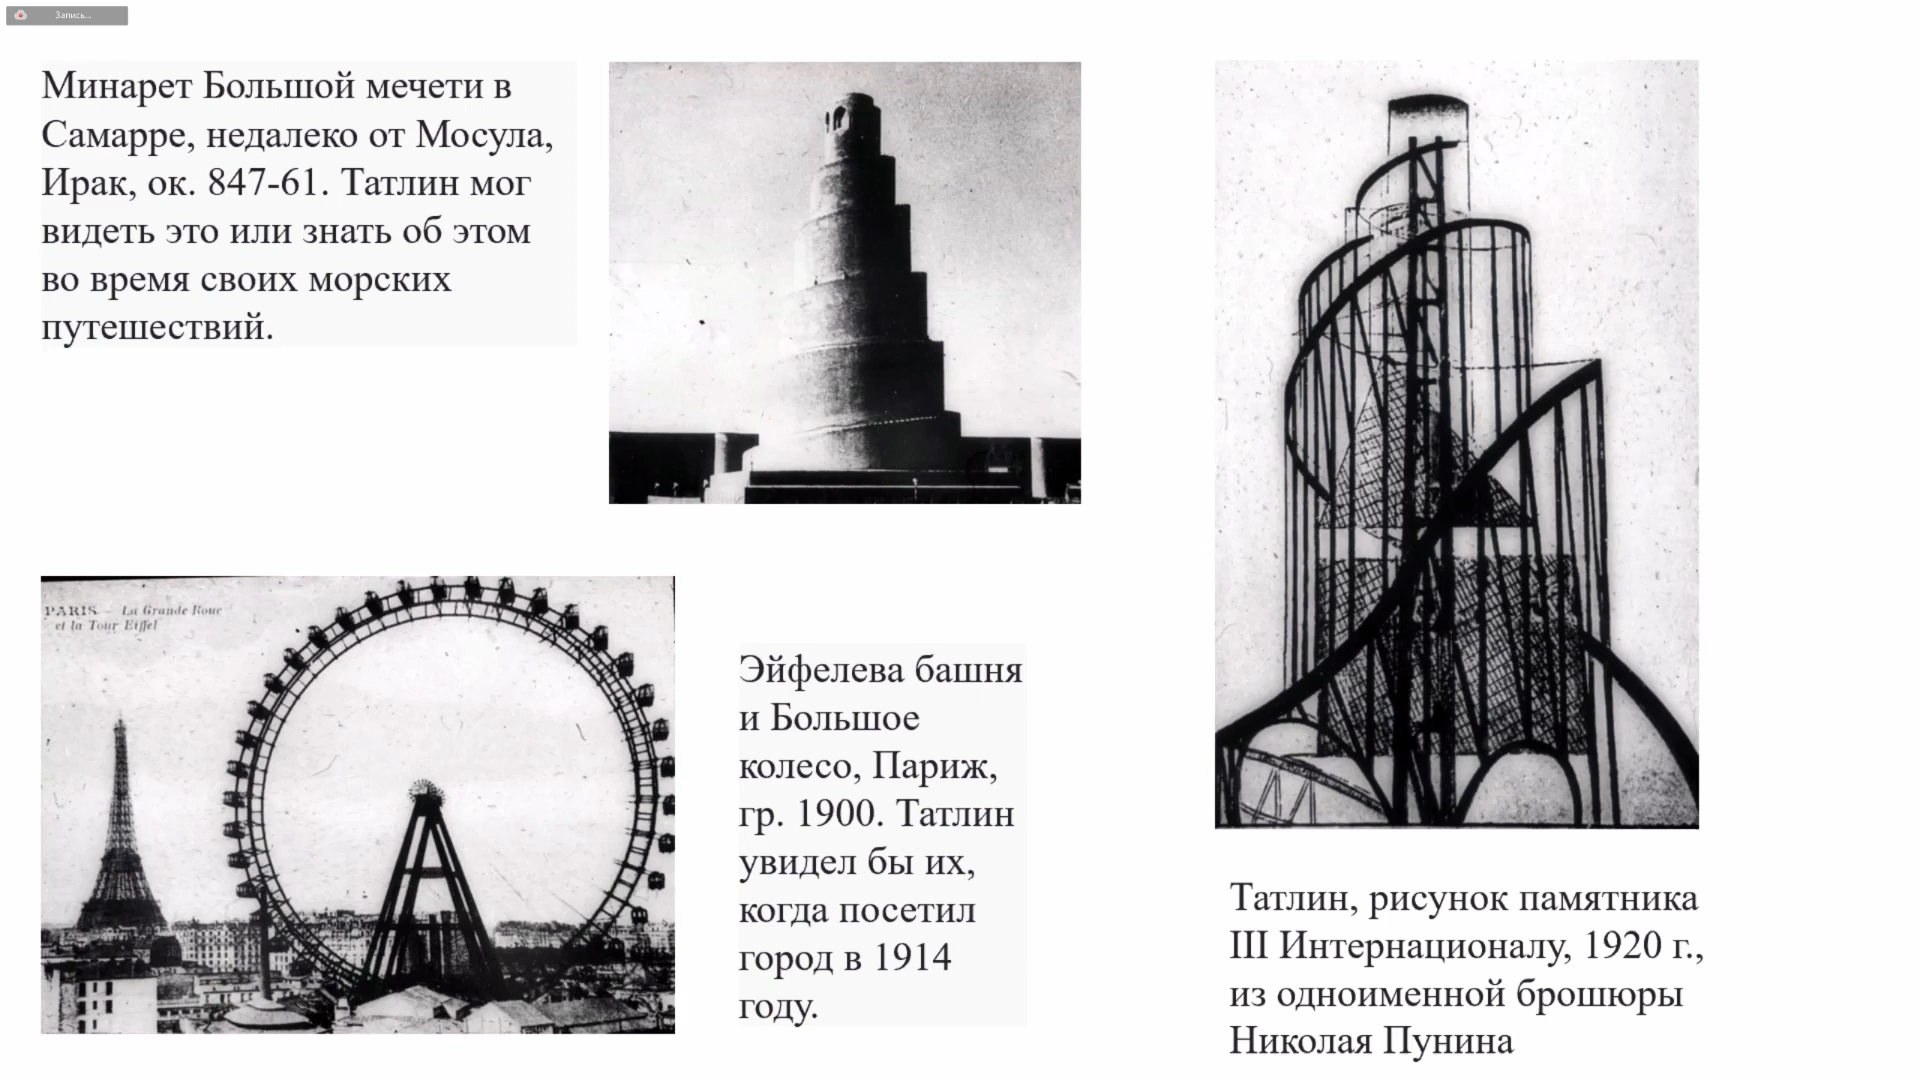 Запись...
Минарет Большой мечети в
Самарре, недалеко от Мосула,
Ирак, ок. 847-61. Татлин мог
видеть это или знать об этом
во время своих морских
путешествий.
PARIS — La Grande Roue
et la Tour Eiffel
Эйфелева башня
и Большое
колесо, Париж,
гр. 1900. Татлин
увидел бы их,
когда посетил
город в 1914
году.
Татлин, рисунок памятника
III Интернационалу, 1920 г.,
из одноименной брошюры
Николая Пунина